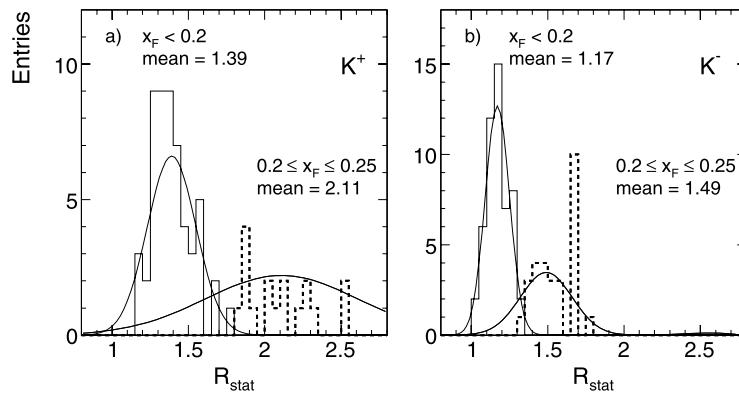 Entries
a) x_F < 0.2
mean = 1.39
K⁺
0.2 ≤ x_F ≤ 0.25
mean = 2.11
10
5
0
1 1.5 2 2.5
R_stat
b) x_F < 0.2
mean = 1.17
K⁻
0.2 ≤ x_F ≤ 0.25
mean = 1.49
15
10
5
0
1 1.5 2 2.5
R_stat